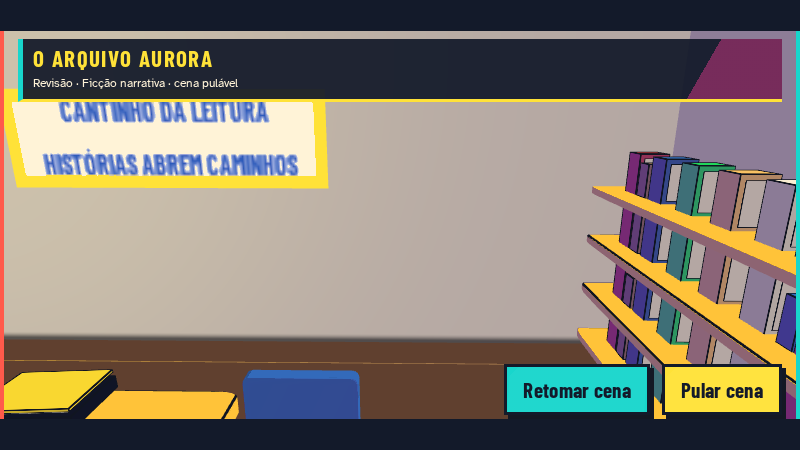 O ARQUIVO AURORA
Revisão · Ficção narrativa · cena pulável
CANTINHO DA LEITURA
HISTÓRIAS ABREM CAMINHOS
Retomar cena
Pular cena